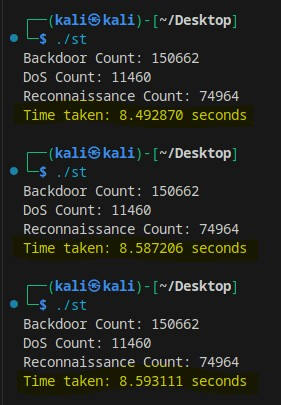 ┌──(kali㉿kali)-[~/Desktop]
└─$ ./st
Backdoor Count: 150662
DoS Count: 11460
Reconnaissance Count: 74964
Time taken: 8.492870 seconds
┌──(kali㉿kali)-[~/Desktop]
└─$ ./st
Backdoor Count: 150662
DoS Count: 11460
Reconnaissance Count: 74964
Time taken: 8.587206 seconds
┌──(kali㉿kali)-[~/Desktop]
└─$ ./st
Backdoor Count: 150662
DoS Count: 11460
Reconnaissance Count: 74964
Time taken: 8.593111 seconds